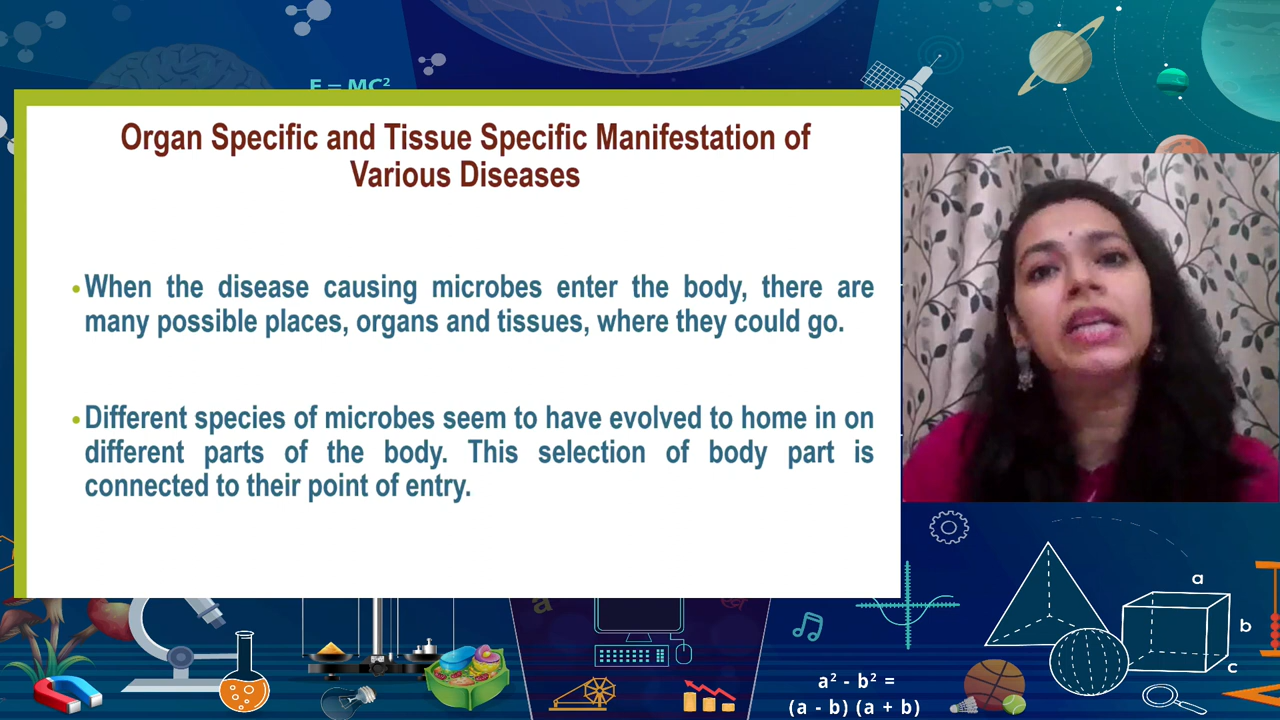 E = MC²
Organ Specific and Tissue Specific Manifestation of
Various Diseases
• When the disease causing microbes enter the body, there are
many possible places, organs and tissues, where they could go.
• Different species of microbes seem to have evolved to home in on
different parts of the body. This selection of body part is
connected to their point of entry.
a
a
b
c
a² - b² =
(a - b) (a + b)